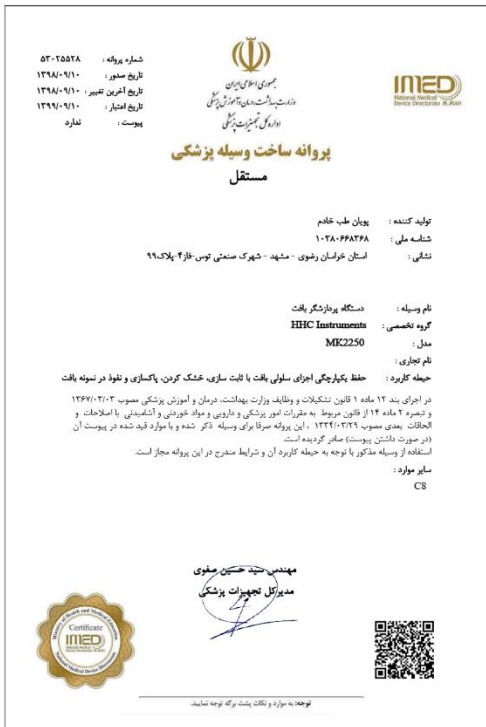 شماره پروانه : ۵۳۰۲۵۵۲۸
تاریخ صدور : ۱۳۹۸/۰۹/۱۰
تاریخ آخرین تغییر : ۱۳۹۸/۰۹/۱۰
تاریخ اعتبار : ۱۳۹۹/۰۹/۱۰
پیوست : ندارد
جمهوری اسلامی ایران
وزارت بهداشت، درمان و آموزش پزشکی
اداره کل تجهیزات پزشکی
IMED
National Medical
Device Directorate IR.IRAN
پروانه ساخت وسیله پزشکی
مستقل
تولید کننده : پویان طب خادم
شناسه ملی : ۱۰۳۸۰۶۶۸۳۶۸
نشانی : استان خراسان رضوی - مشهد - شهرک صنعتی توس-فاز۴-پلاک۹۹
نام وسیله : دستگاه پردازشگر بافت
گروه تخصصی : HHC Instruments
مدل : MK2250
نام تجاری :
حیطه کاربرد : حفظ یکپارچگی اجزای سلولی بافت با ثابت سازی، خشک کردن، پاکسازی و نفوذ در نمونه بافت
در اجرای بند ۱۲ ماده ۱ قانون تشکیلات و وظایف وزارت بهداشت، درمان و آموزش پزشکی مصوب ۱۳۶۷/۰۳/۰۳
و تبصره ۲ ماده ۱۴ از قانون مربوط به مقررات امور پزشکی و دارویی و مواد خوردنی و آشامیدنی با اصلاحات و
الحاقات بعدی مصوب ۱۳۳۴/۰۳/۲۹ ، این پروانه صرفا برای وسیله ذکر شده و با موارد قید شده در پیوست آن
(در صورت داشتن پیوست) صادر گردیده است.
استفاده از وسیله مذکور با توجه به حیطه کاربرد آن و شرایط مندرج در این پروانه مجاز است.
سایر موارد :
C8
مهندس سید حسین صفوی
مدیرکل تجهیزات پزشکی
Ministry of Health and Medical Education
Certificate
IMED
توجه: به موارد و نکات پشت برگه توجه نمایید.